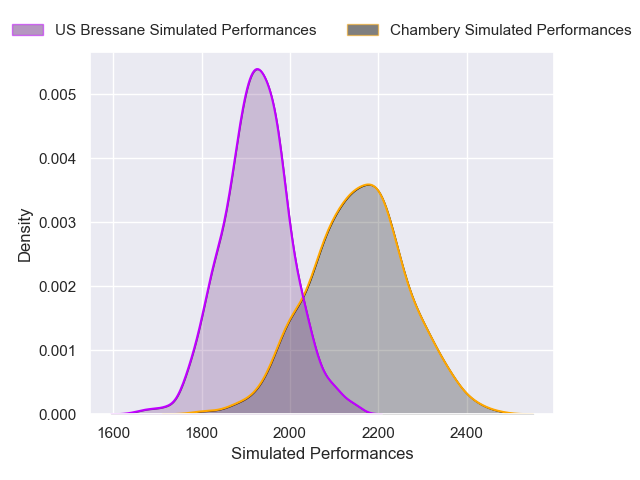 US Bressane Simulated Performances Chambery Simulated Performances
Density
0.005
0.004
0.003
0.002
0.001
0.000
1600 1800 2000 2200 2400
Simulated Performances